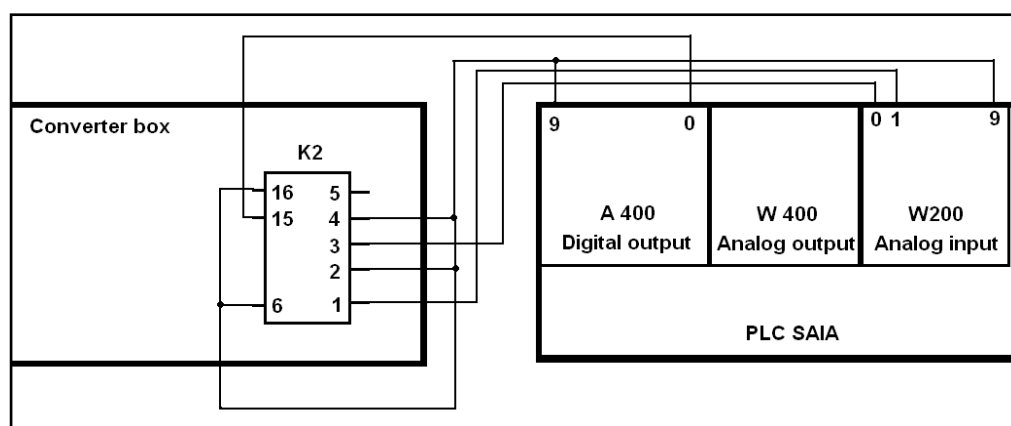 Converter box
K2
16 5
15 4
3
2
6 1
9 0
0 1 9
A 400
Digital output
W 400
Analog output
W200
Analog input
PLC SAIA